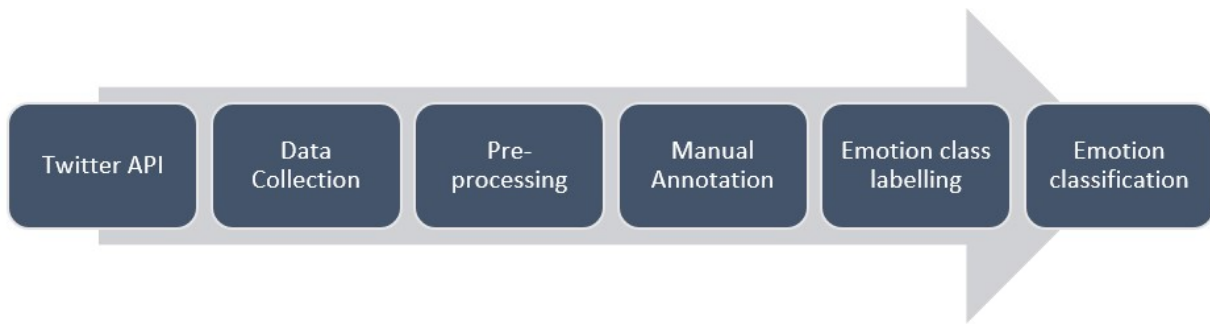 Twitter API
Data
Collection
Pre-
processing
Manual
Annotation
Emotion class
labelling
Emotion
classification